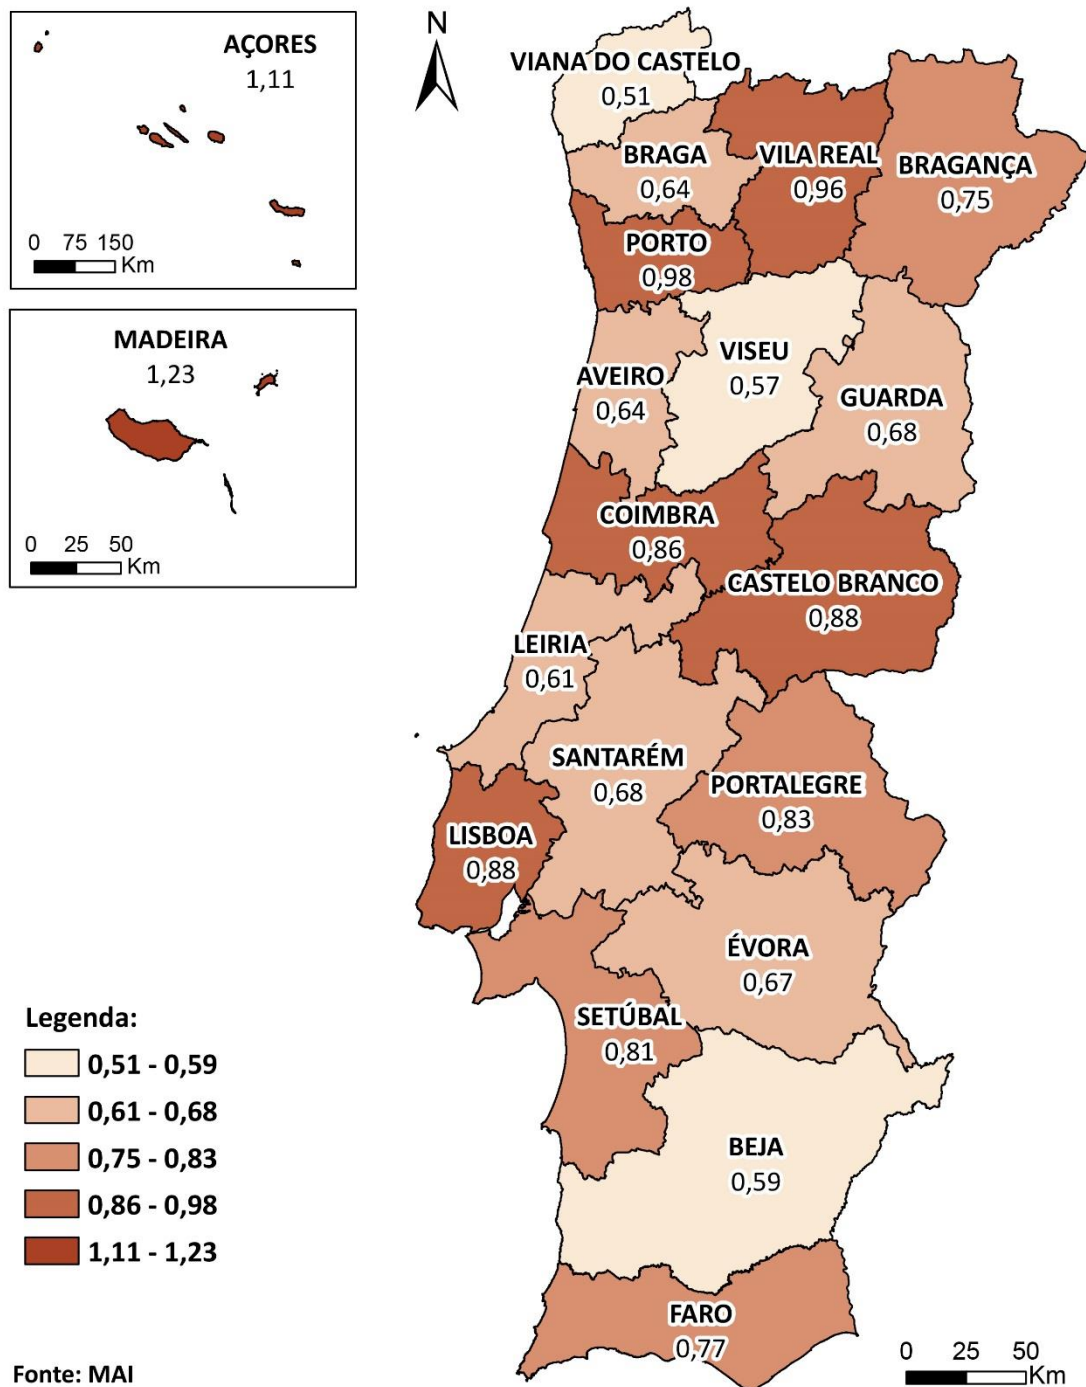 AÇORES
1,11
0 75 150
Km
MADEIRA
1,23
0 25 50
Km
N
VIANA DO CASTELO
0,51
BRAGA
0,64
VILA REAL
0,96
BRAGANÇA
0,75
PORTO
0,98
VISEU
0,57
AVEIRO
0,64
GUARDA
0,68
COIMBRA
0,86
CASTELO BRANCO
0,88
LEIRIA
0,61
SANTARÉM
0,68
PORTALEGRE
0,83
LISBOA
0,88
ÉVORA
0,67
SETÚBAL
0,81
BEJA
0,59
FARO
0,77
Legenda:
0,51 - 0,59
0,61 - 0,68
0,75 - 0,83
0,86 - 0,98
1,11 - 1,23
Fonte: MAI
0 25 50
Km